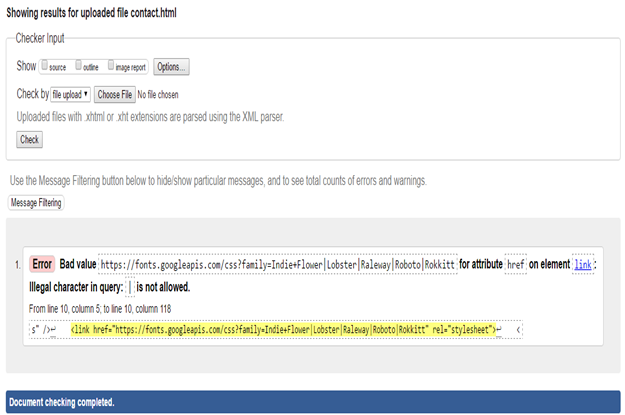 Showing results for uploaded file contact.html
Checker Input
Show source outline image report Options...
Check by file upload Choose File No file chosen
Uploaded files with .xhtml or .xht extensions are parsed using the XML parser.
Check
Use the Message Filtering button below to hide/show particular messages, and to see total counts of errors and warnings.
Message Filtering
1. Error Bad value https://fonts.googleapis.com/css?family=Indie+Flower|Lobster|Raleway|Roboto|Rokkitt for attribute href on element link:
Illegal character in query: | is not allowed.
From line 10, column 5; to line 10, column 118
s" />↩ <link href="https://fonts.googleapis.com/css?family=Indie+Flower|Lobster|Raleway|Roboto|Rokkitt" rel="stylesheet">↩ <
Document checking completed.